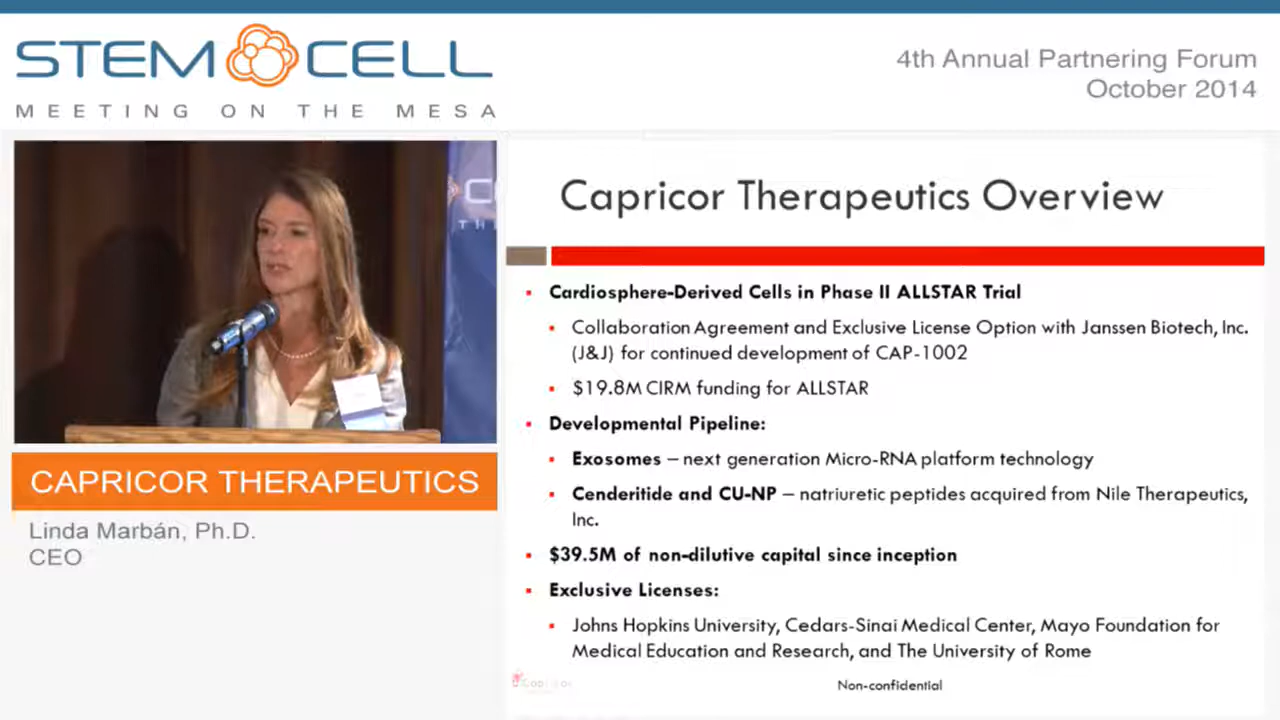 STEM CELL
MEETING ON THE MESA
4th Annual Partnering Forum
October 2014
CAPRICOR THERAPEUTICS
Linda Marbán, Ph.D.
CEO
Capricor Therapeutics Overview
▪ Cardiosphere-Derived Cells in Phase II ALLSTAR Trial
▪ Collaboration Agreement and Exclusive License Option with Janssen Biotech, Inc.
(J&J) for continued development of CAP-1002
▪ $19.8M CIRM funding for ALLSTAR
▪ Developmental Pipeline:
▪ Exosomes – next generation Micro-RNA platform technology
▪ Cenderitide and CU-NP – natriuretic peptides acquired from Nile Therapeutics,
Inc.
▪ $39.5M of non-dilutive capital since inception
▪ Exclusive Licenses:
▪ Johns Hopkins University, Cedars-Sinai Medical Center, Mayo Foundation for
Medical Education and Research, and The University of Rome
Non-confidential